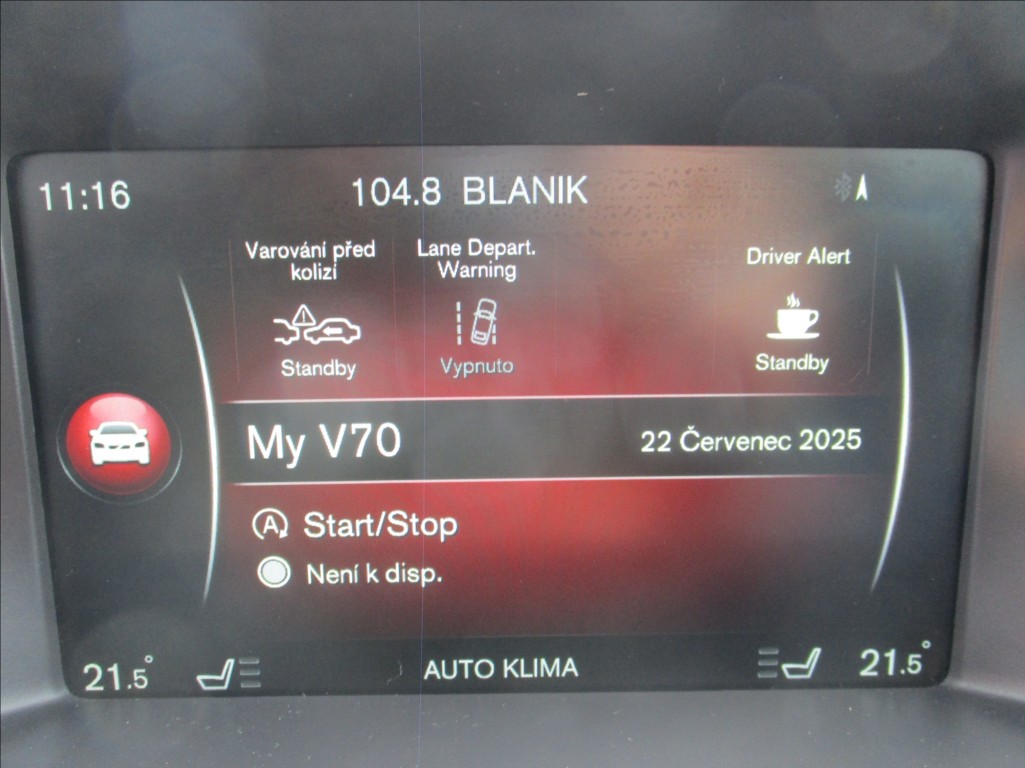 11:16
104.8 BLANIK
Varování před
kolizí
Standby
Lane Depart.
Warning
Vypnuto
Driver Alert
Standby
My V70
22 Červenec 2025
(A) Start/Stop
Není k disp.
21.5°
AUTO KLIMA
21.5°